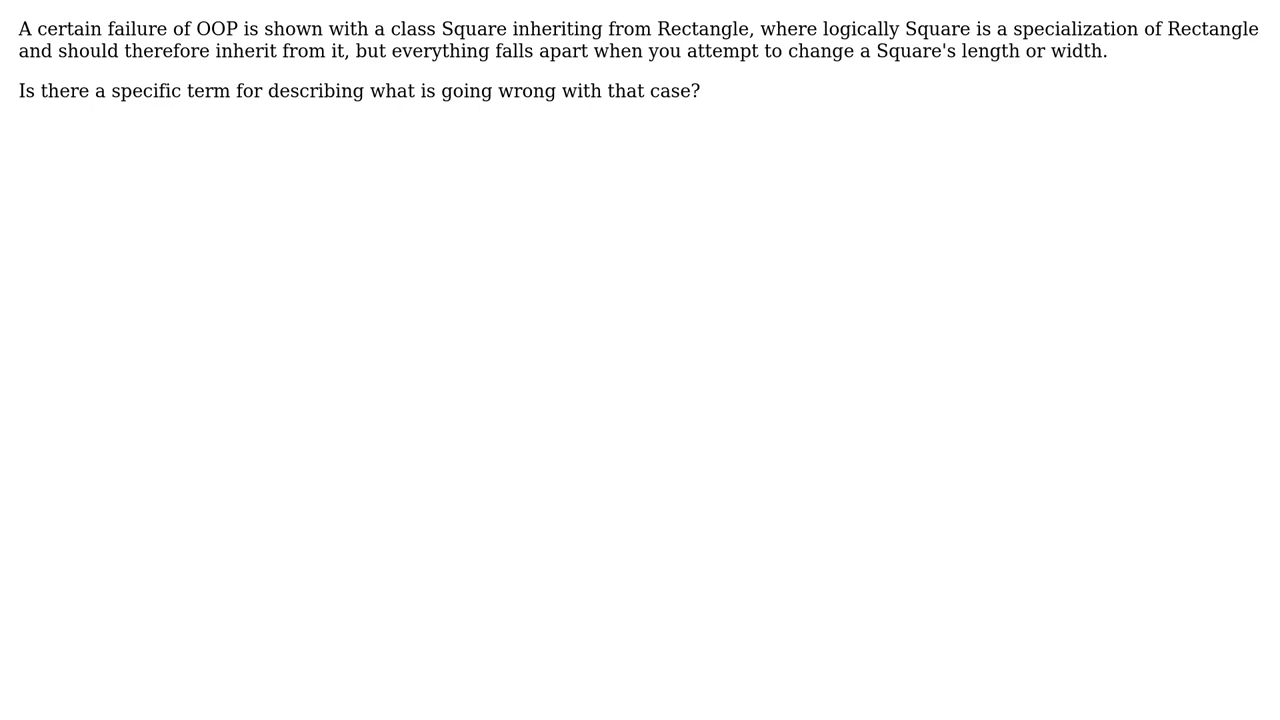 A certain failure of OOP is shown with a class Square inheriting from Rectangle, where logically Square is a specialization of Rectangle
and should therefore inherit from it, but everything falls apart when you attempt to change a Square's length or width.
Is there a specific term for describing what is going wrong with that case?